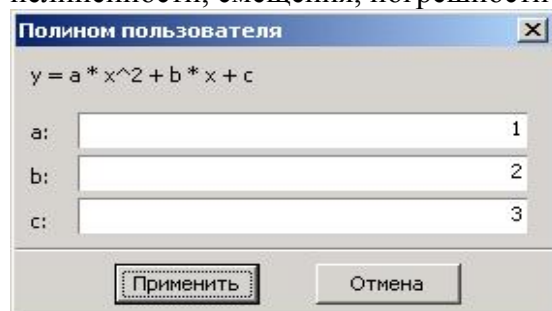 Полином пользователя
y = a * x^2 + b * x + c
a: 1
b: 2
c: 3
Применить Отмена